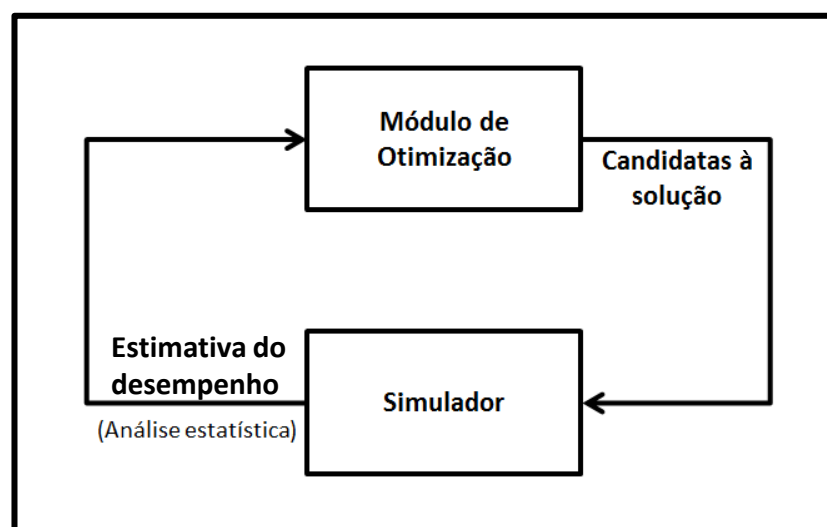 Módulo de
Otimização
Candidatas à
solução
Estimativa do
desempenho
(Análise estatística)
Simulador